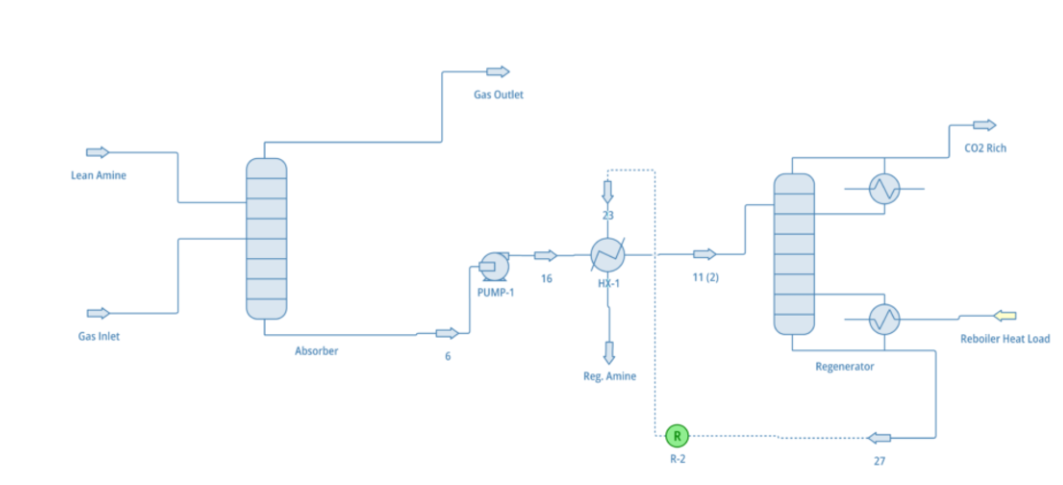 Gas Outlet
CO2 Rich
Lean Amine
23
11 (2)
16
HX-1
PUMP-1
Gas Inlet
Reboiler Heat Load
Absorber
6
Regenerator
Reg. Amine
R
R-2
27